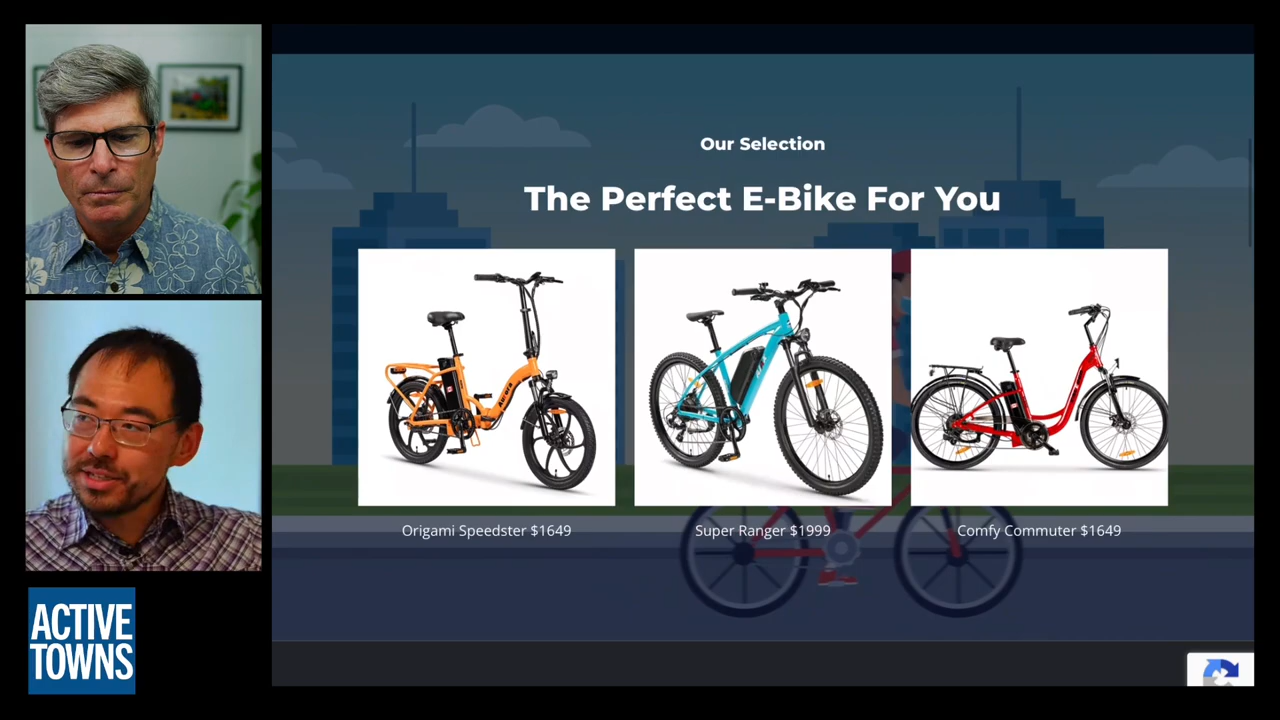 Our Selection
The Perfect E-Bike For You
Origami Speedster $1649
Super Ranger $1999
Comfy Commuter $1649
ACTIVE
TOWNS